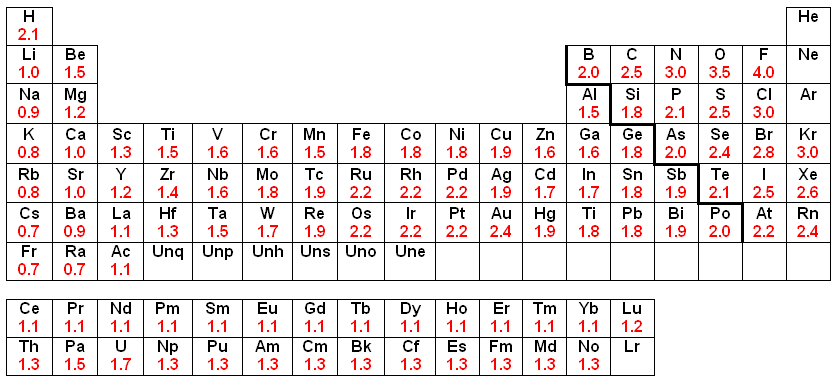 H He
2.1
Li Be B C N O F Ne
1.0 1.5 2.0 2.5 3.0 3.5 4.0
Na Mg Al Si P S Cl Ar
0.9 1.2 1.5 1.8 2.1 2.5 3.0
K Ca Sc Ti V Cr Mn Fe Co Ni Cu Zn Ga Ge As Se Br Kr
0.8 1.0 1.3 1.5 1.6 1.6 1.5 1.8 1.8 1.8 1.9 1.6 1.6 1.8 2.0 2.4 2.8 3.0
Rb Sr Y Zr Nb Mo Tc Ru Rh Pd Ag Cd In Sn Sb Te I Xe
0.8 1.0 1.2 1.4 1.6 1.8 1.9 2.2 2.2 2.2 1.9 1.7 1.7 1.8 1.9 2.1 2.5 2.6
Cs Ba La Hf Ta W Re Os Ir Pt Au Hg Ti Pb Bi Po At Rn
0.7 0.9 1.1 1.3 1.5 1.7 1.9 2.2 2.2 2.2 2.4 1.9 1.8 1.8 1.9 2.0 2.2 2.4
Fr Ra Ac Unq Unp Unh Uns Uno Une
0.7 0.7 1.1
Ce Pr Nd Pm Sm Eu Gd Tb Dy Ho Er Tm Yb Lu
1.1 1.1 1.1 1.1 1.1 1.1 1.1 1.1 1.1 1.1 1.1 1.1 1.1 1.2
Th Pa U Np Pu Am Cm Bk Cf Es Fm Md No Lr
1.3 1.5 1.7 1.3 1.3 1.3 1.3 1.3 1.3 1.3 1.3 1.3 1.3